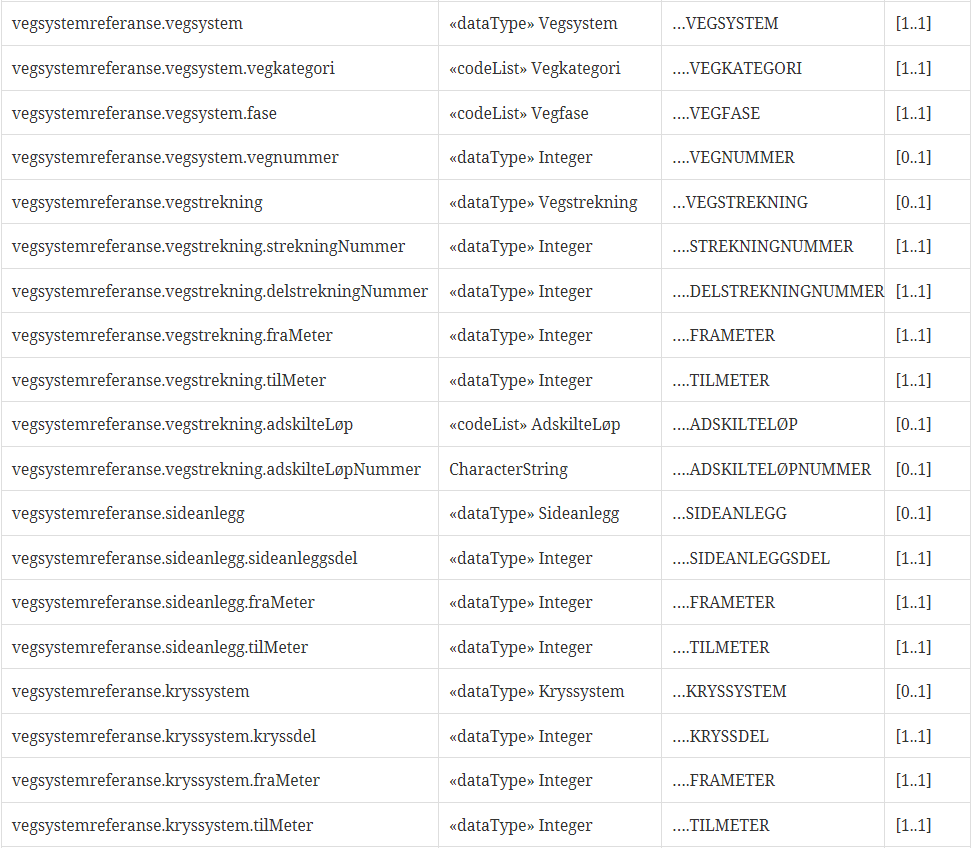 vegsystemreferanse.vegsystem «dataType» Vegsystem ...VEGSYSTEM [1..1]
vegsystemreferanse.vegsystem.vegkategori «codeList» Vegkategori ....VEGKATEGORI [1..1]
vegsystemreferanse.vegsystem.fase «codeList» Vegfase ....VEGFASE [1..1]
vegsystemreferanse.vegsystem.vegnummer «dataType» Integer ....VEGNUMMER [0..1]
vegsystemreferanse.vegstrekning «dataType» Vegstrekning ...VEGSTREKNING [0..1]
vegsystemreferanse.vegstrekning.strekningNummer «dataType» Integer ....STREKNINGNUMMER [1..1]
vegsystemreferanse.vegstrekning.delstrekningNummer «dataType» Integer ....DELSTREKNINGNUMMER [1..1]
vegsystemreferanse.vegstrekning.fraMeter «dataType» Integer ....FRAMETER [1..1]
vegsystemreferanse.vegstrekning.tilMeter «dataType» Integer ....TILMETER [1..1]
vegsystemreferanse.vegstrekning.adskilteLøp «codeList» AdskilteLøp ....ADSKILTELØP [0..1]
vegsystemreferanse.vegstrekning.adskilteLøpNummer CharacterString ....ADSKILTELØPNUMMER [0..1]
vegsystemreferanse.sideanlegg «dataType» Sideanlegg ...SIDEANLEGG [0..1]
vegsystemreferanse.sideanlegg.sideanleggsdel «dataType» Integer ....SIDEANLEGGSDEL [1..1]
vegsystemreferanse.sideanlegg.fraMeter «dataType» Integer ....FRAMETER [1..1]
vegsystemreferanse.sideanlegg.tilMeter «dataType» Integer ....TILMETER [1..1]
vegsystemreferanse.kryssystem «dataType» Kryssystem ...KRYSSYSTEM [0..1]
vegsystemreferanse.kryssystem.kryssdel «dataType» Integer ....KRYSSDEL [1..1]
vegsystemreferanse.kryssystem.fraMeter «dataType» Integer ....FRAMETER [1..1]
vegsystemreferanse.kryssystem.tilMeter «dataType» Integer ....TILMETER [1..1]